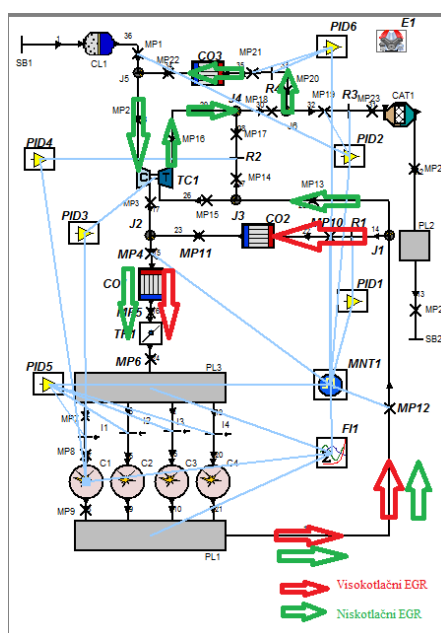 36
PID6
E1
1
CO3
MP1
SB1
CL1
MP22
35
MP21
J5
MP20
R4
J4
MP19
R3
CAT1
MP2
MP18
32
MP23
J6
PID4
MP16
MP17
PID2
R2
TC1
C
T
MP14
MP13
PL2
PID3
MP3
26
MP15
J3
CO2
J2
MP10
R1
23
14
MP4
MP11
J1
CO
PID1
SB2
MP5
TH1
MP6
PID5
PL3
MNT1
MP12
I1
I2
I3
I4
MP8
FI1
C1
C2
C3
C4
MP9
PL1
Visokotlačni EGR
Niskotlačni EGR